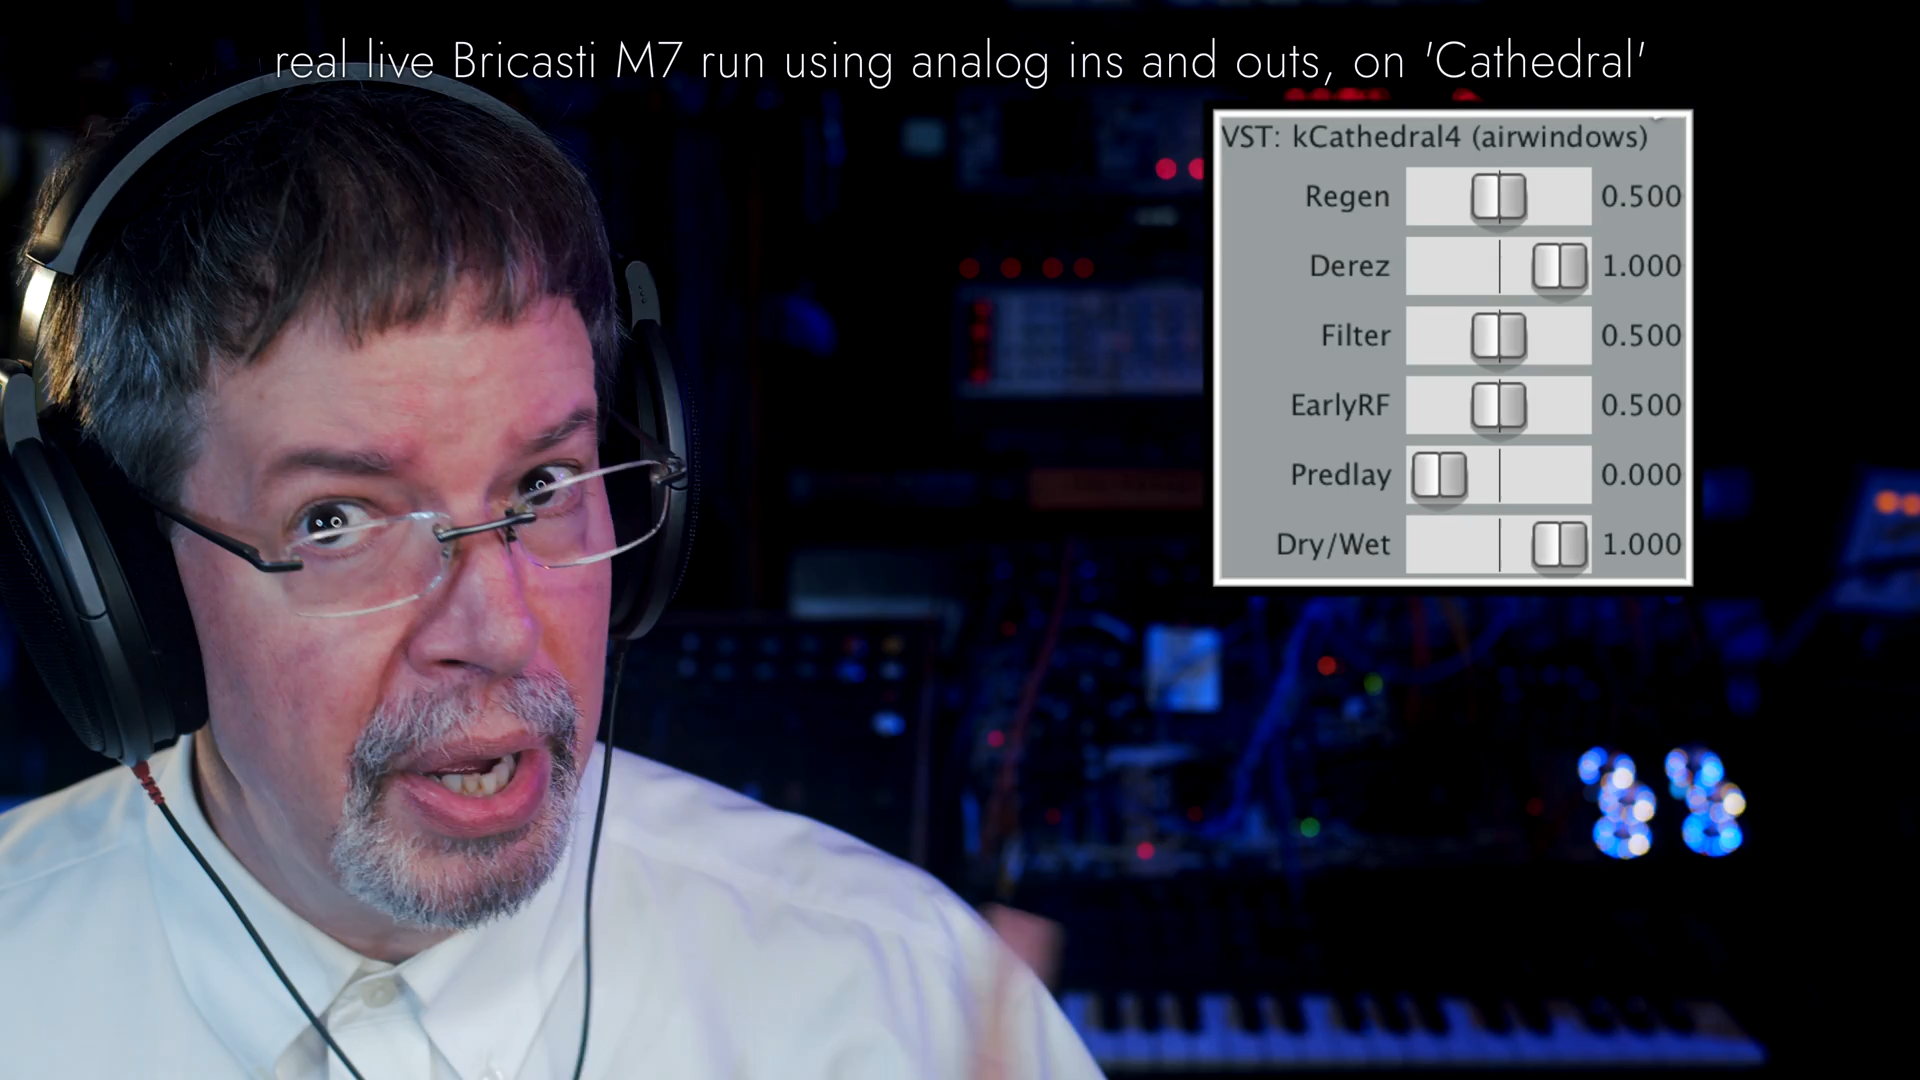 real live Bricasti M7 run using analog ins and outs, on 'Cathedral'
VST: kCathedral4 (airwindows)
Regen 0.500
Derez 1.000
Filter 0.500
EarlyRF 0.500
Predlay 0.000
Dry/Wet 1.000